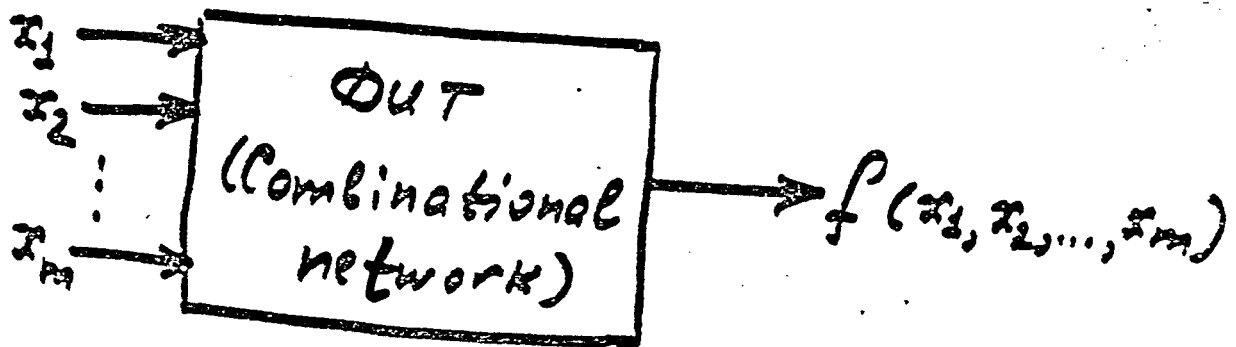 x₁
x₂
⋮
xₘ
DUT
(Combinational
network)
f(x₁, x₂, ..., xₘ)